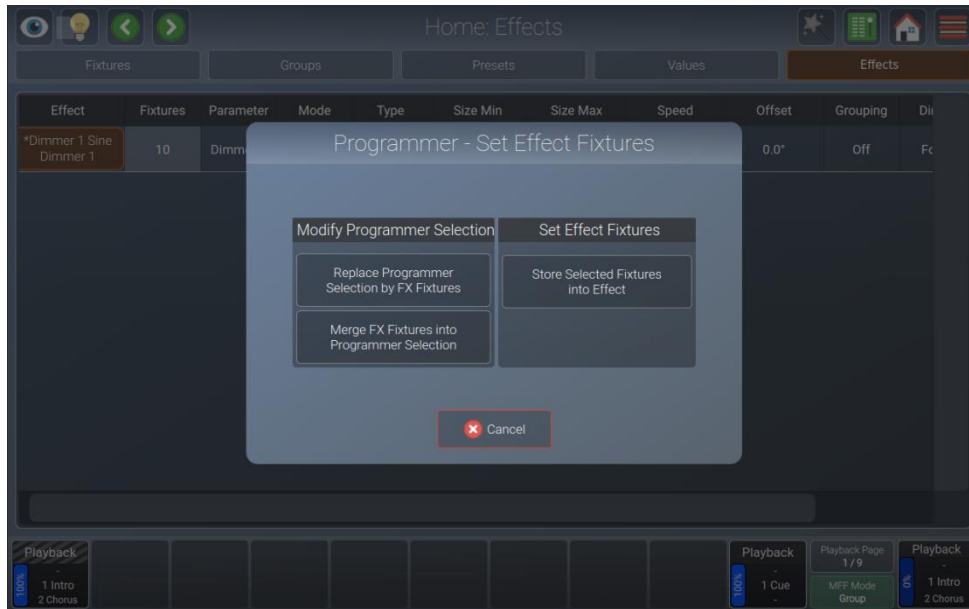 Home: Effects
Fixtures Groups Presets Values Effects
Effect Fixtures Parameter Mode Type Size Min Size Max Speed Offset Grouping
*Dimmer 1 Sine
Dimmer 1
10 0.0° Off
Programmer - Set Effect Fixtures
Modify Programmer Selection
Replace Programmer
Selection by FX Fixtures
Merge FX Fixtures into
Programmer Selection
Set Effect Fixtures
Store Selected Fixtures
into Effect
Cancel
Playback
-
1 Intro
2 Chorus
100%
Playback
-
1 Cue
-
100%
Playback Page
1 / 9
MFF Mode
Group
Playback
-
1 Intro
2 Chorus
0%